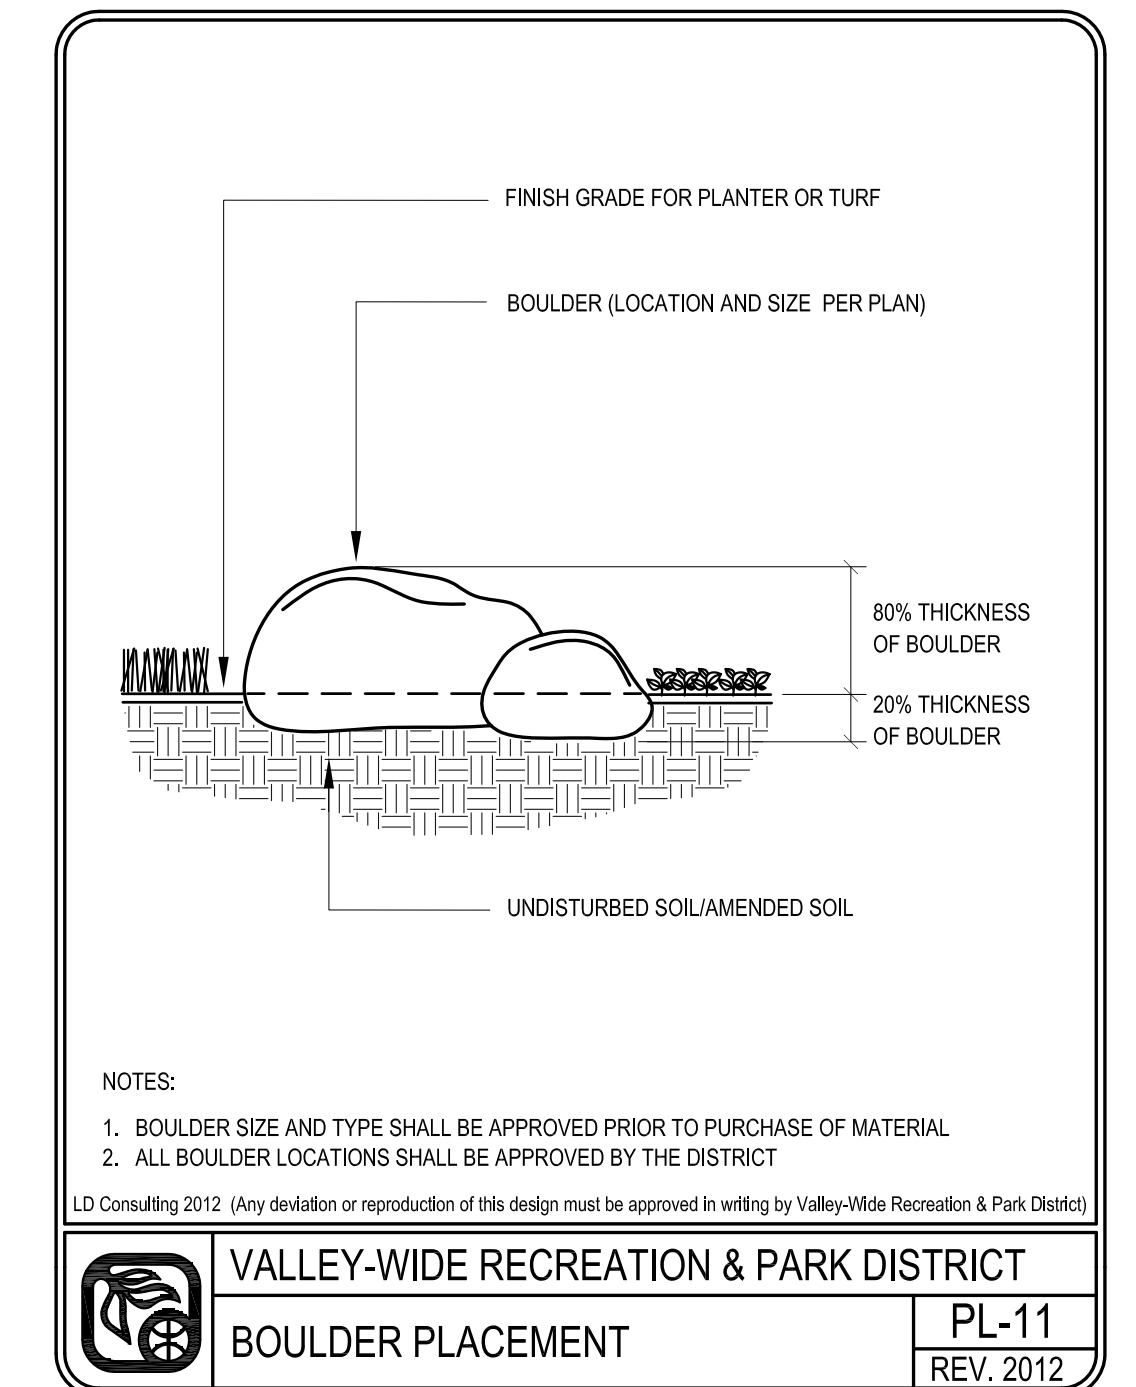 FINISH GRADE FOR PLANTER OR TURF
BOULDER (LOCATION AND SIZE PER PLAN)
80% THICKNESS
OF BOULDER
20% THICKNESS
OF BOULDER
UNDISTURBED SOIL/AMENDED SOIL
NOTES:
1. BOULDER SIZE AND TYPE SHALL BE APPROVED PRIOR TO PURCHASE OF MATERIAL
2. ALL BOULDER LOCATIONS SHALL BE APPROVED BY THE DISTRICT
LD Consulting 2012 (Any deviation or reproduction of this design must be approved in writing by Valley-Wide Recreation & Park District)
VALLEY-WIDE RECREATION & PARK DISTRICT
BOULDER PLACEMENT
PL-11
REV. 2012